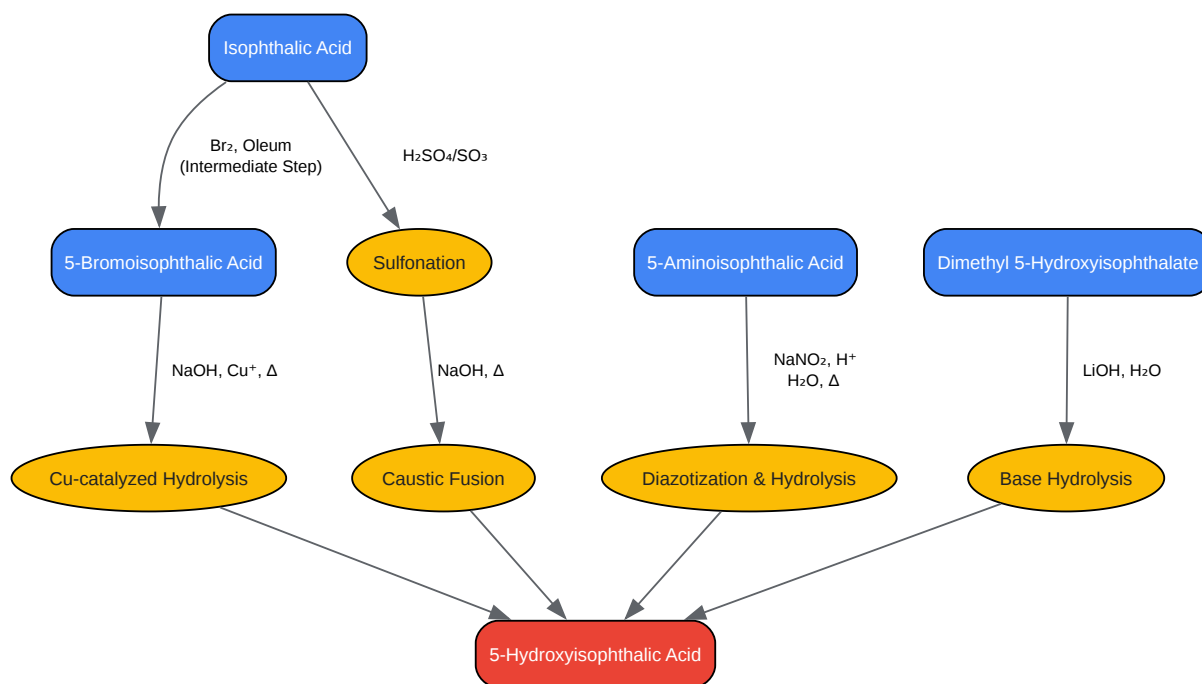 Isophthalic Acid
Br₂, Oleum
(Intermediate Step)
H₂SO₄/SO₃
5-Bromoisophthalic Acid
Sulfonation
5-Aminoisophthalic Acid
Dimethyl 5-Hydroxyisophthalate
NaOH, Cu⁺, Δ
NaOH, Δ
NaNO₂, H⁺
H₂O, Δ
LiOH, H₂O
Cu-catalyzed Hydrolysis
Caustic Fusion
Diazotization & Hydrolysis
Base Hydrolysis
5-Hydroxyisophthalic Acid